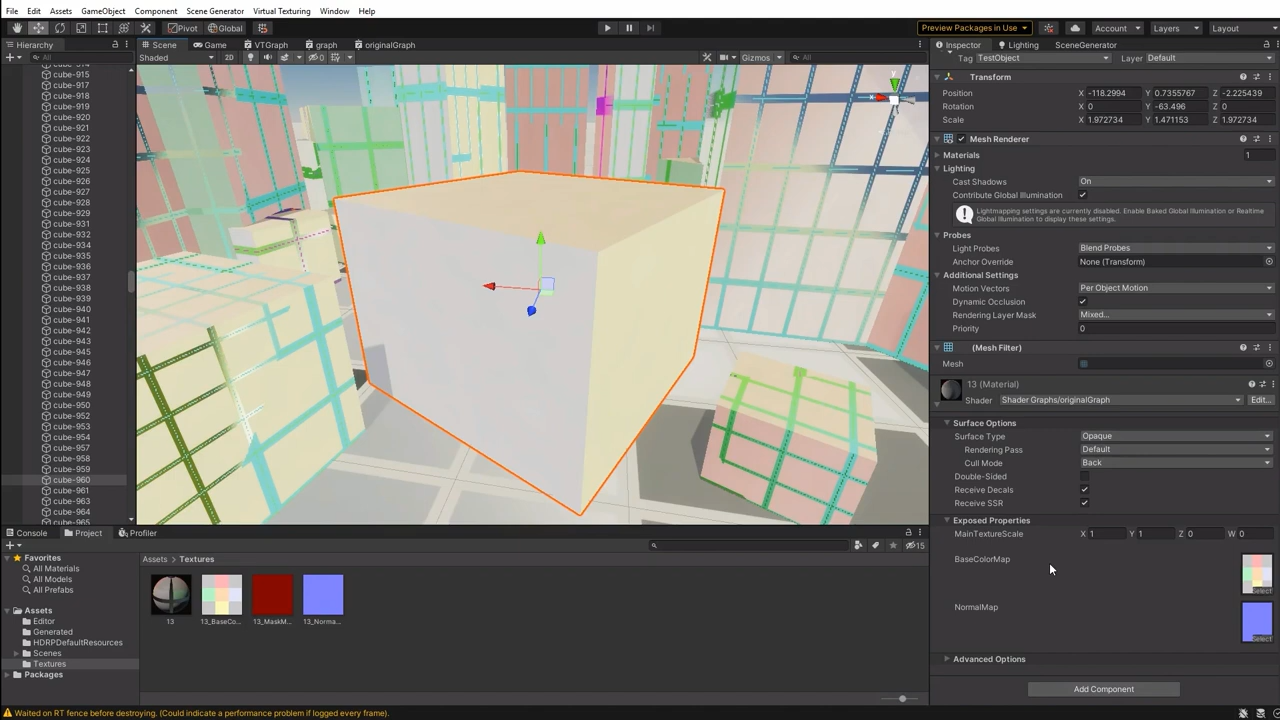 File Edit Assets GameObject Component Scene Generator Virtual Texturing Window Help
Pivot Global Preview Packages in Use Account Layers Layout
Hierarchy Scene Game VTGraph graph originalGraph Inspector Lighting SceneGenerator
All Shaded 2D 0 Gizmos All Tag TestObject Layer Default
cube-915
cube-917
cube-918
cube-919
cube-920
cube-921
cube-922
cube-923
cube-924
cube-925
cube-926
cube-927
cube-928
cube-929
cube-931
cube-932
cube-934
cube-935
cube-936
cube-937
cube-938
cube-939
cube-940
cube-941
cube-942
cube-943
cube-945
cube-946
cube-947
cube-948
cube-949
cube-950
cube-952
cube-953
cube-954
cube-957
cube-958
cube-959
cube-960
cube-961
cube-963
cube-964
cube-965
y
x
Transform
Position X -118.2994 Y 0.7355767 Z -2.225439
Rotation X 0 Y -63.496 Z 0
Scale X 1.972734 Y 1.471153 Z 1.972734
Mesh Renderer
Materials 1
Lighting
Cast Shadows On
Contribute Global Illumination
Lightmapping settings are currently disabled. Enable Baked Global Illumination or Realtime
Global Illumination to display these settings.
Probes
Light Probes Blend Probes
Anchor Override None (Transform)
Additional Settings
Motion Vectors Per Object Motion
Dynamic Occlusion
Rendering Layer Mask Mixed...
Priority 0
(Mesh Filter)
Mesh
13 (Material)
Shader Shader Graphs/originalGraph Edit...
Surface Options
Surface Type Opaque
Rendering Pass Default
Cull Mode Back
Double-Sided
Receive Decals
Receive SSR
Exposed Properties
MainTextureScale X 1 Y 1 Z 0 W 0
BaseColorMap
Select
NormalMap
Select
Advanced Options
Add Component
Console Project Profiler
15
Favorites
All Materials
All Models
All Prefabs
Assets
Editor
Generated
HDRPDefaultResources
Scenes
Textures
Packages
Assets Textures
13 13_BaseCo... 13_MaskM... 13_Norma...
Waited on RT fence before destroying. (Could indicate a performance problem if logged every frame).